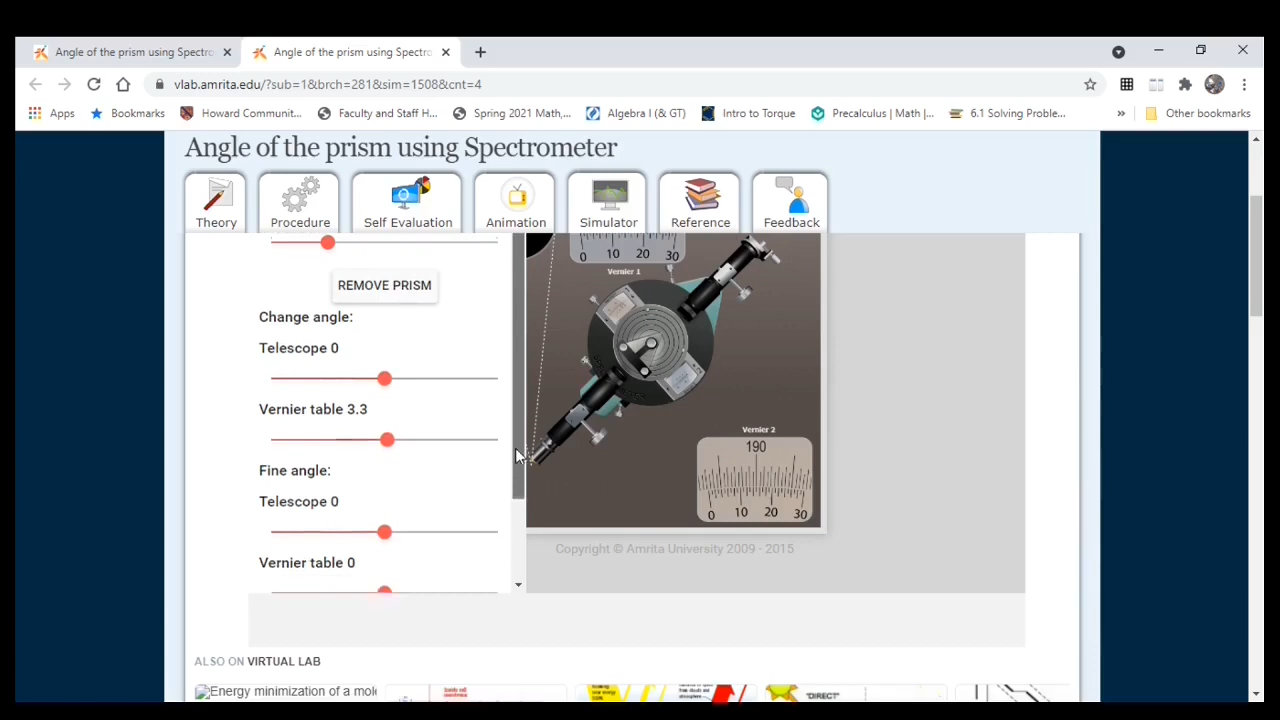 Angle of the prism using Spectro
Angle of the prism using Spectro
vlab.amrita.edu/?sub=1&brch=281&sim=1508&cnt=4
Apps
Bookmarks
Howard Communit...
Faculty and Staff H...
Spring 2021 Math,...
Algebra I (& GT)
Intro to Torque
Precalculus | Math |...
6.1 Solving Proble...
»
Other bookmarks
Angle of the prism using Spectrometer
Theory
Procedure
Self Evaluation
Animation
Simulator
Reference
Feedback
REMOVE PRISM
Change angle:
Telescope 0
Vernier table 3.3
Fine angle:
Telescope 0
Vernier table 0
0 10 20 30
Vernier 1
Vernier 2
190
0 10 20 30
Copyright © Amrita University 2009 - 2015
ALSO ON VIRTUAL LAB
Energy minimization of a mole
"DIRECT"